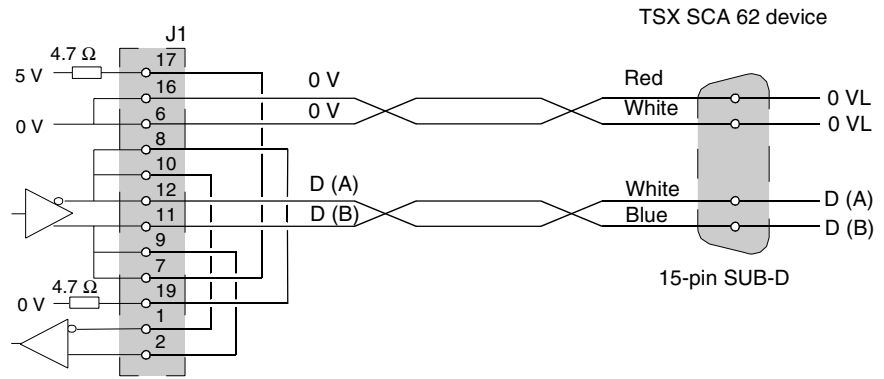 TSX SCA 62 device
J1
4.7 Ω
17
5 V
16
0 V
Red
0 VL
0 V
6
0 V
White
0 VL
8
10
12
D (A)
White
D (A)
11
D (B)
Blue
D (B)
9
7
15-pin SUB-D
4.7 Ω
19
0 V
1
2